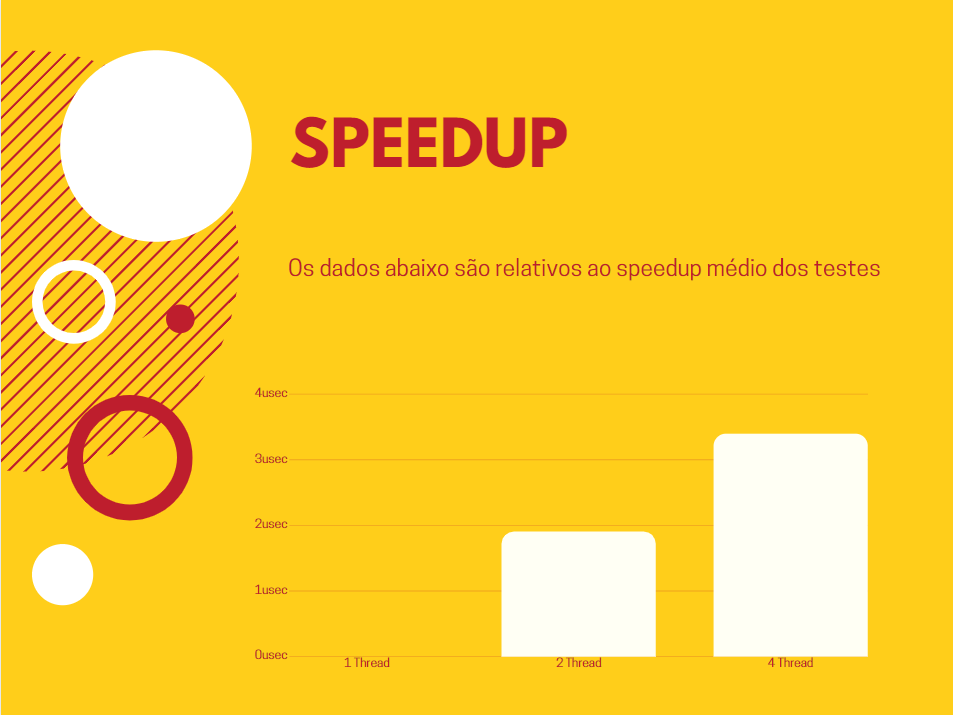 SPEEDUP
Os dados abaixo são relativos ao speedup médio dos testes
4usec
3usec
2usec
1usec
0usec
1 Thread
2 Thread
4 Thread